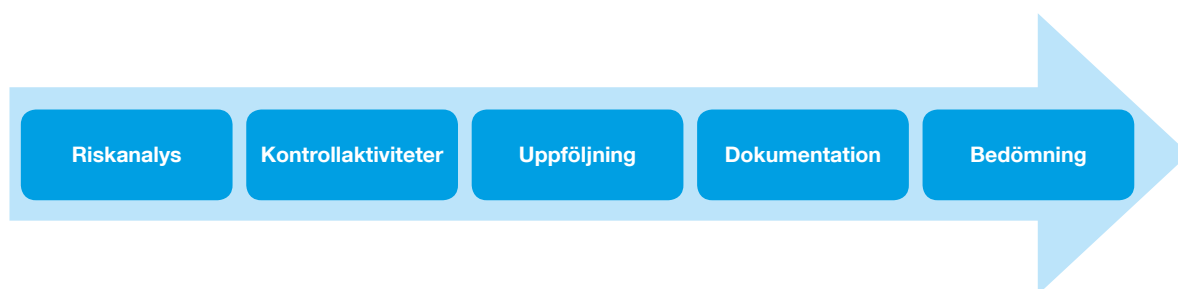 Riskanalys
Kontrollaktiviteter
Uppföljning
Dokumentation
Bedömning